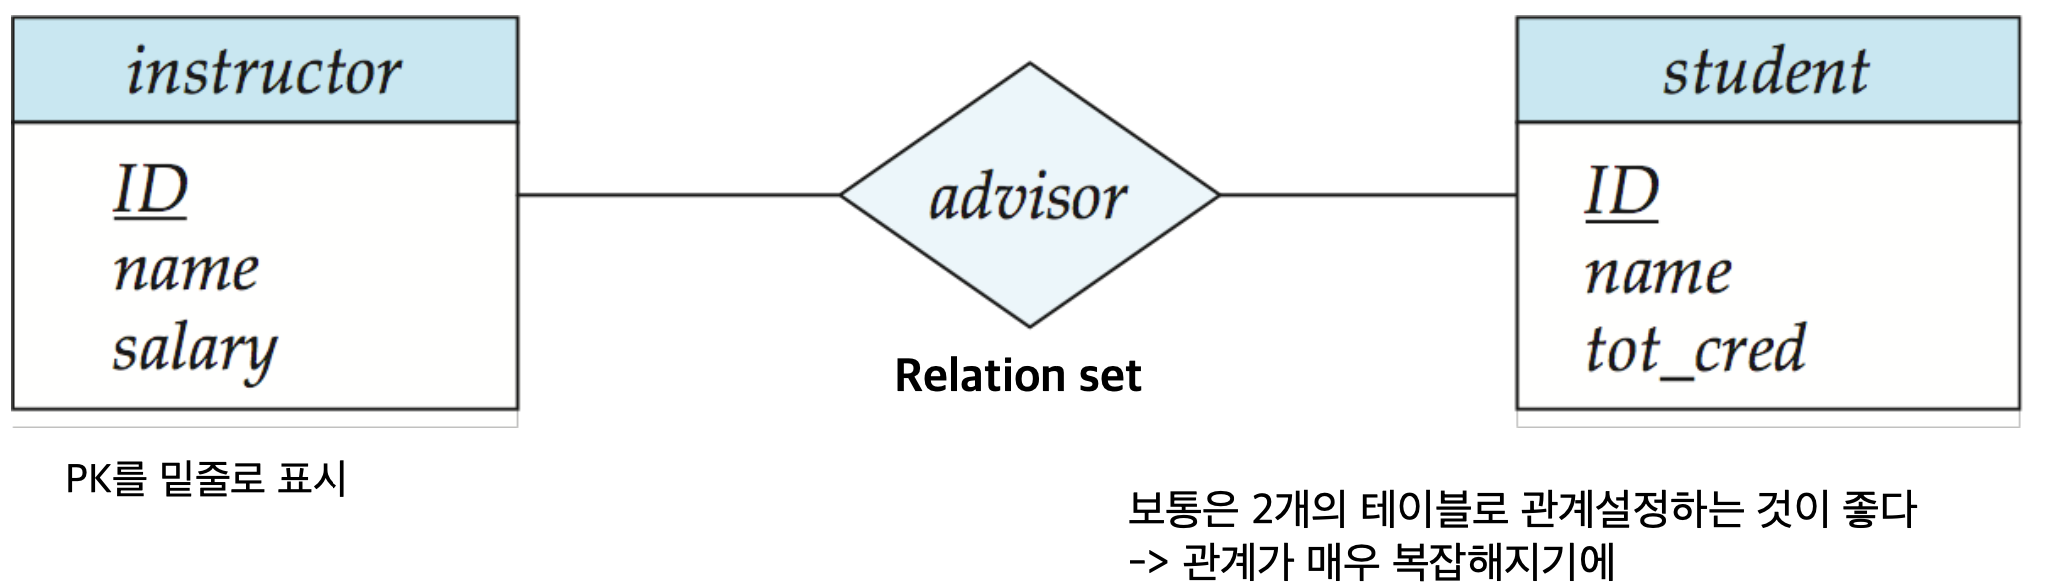 instructor
ID
name
salary
advisor
Relation set
student
ID
name
tot_cred
PK를 밑줄로 표시
보통은 2개의 테이블로 관계설정하는 것이 좋다
-> 관계가 매우 복잡해지기에